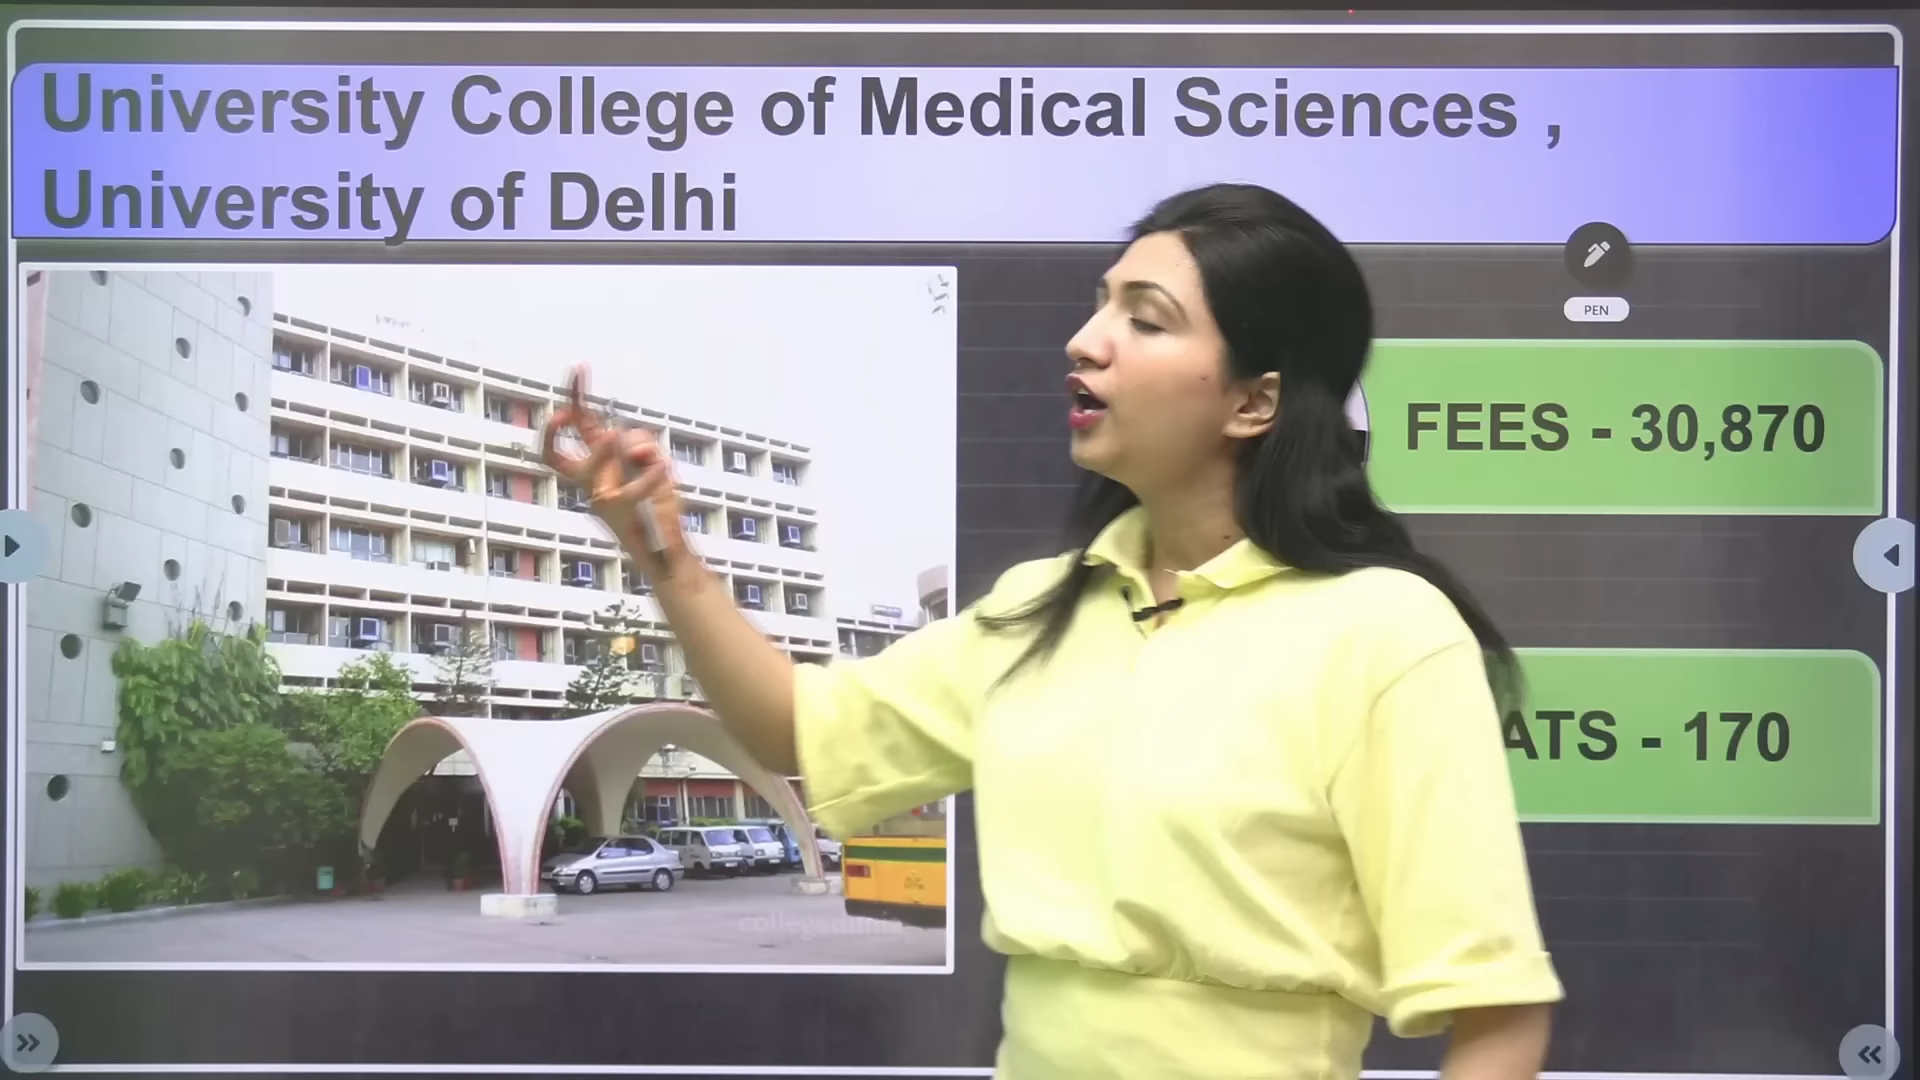 University College of Medical Sciences ,
University of Delhi
PEN
FEES - 30,870
ATS - 170